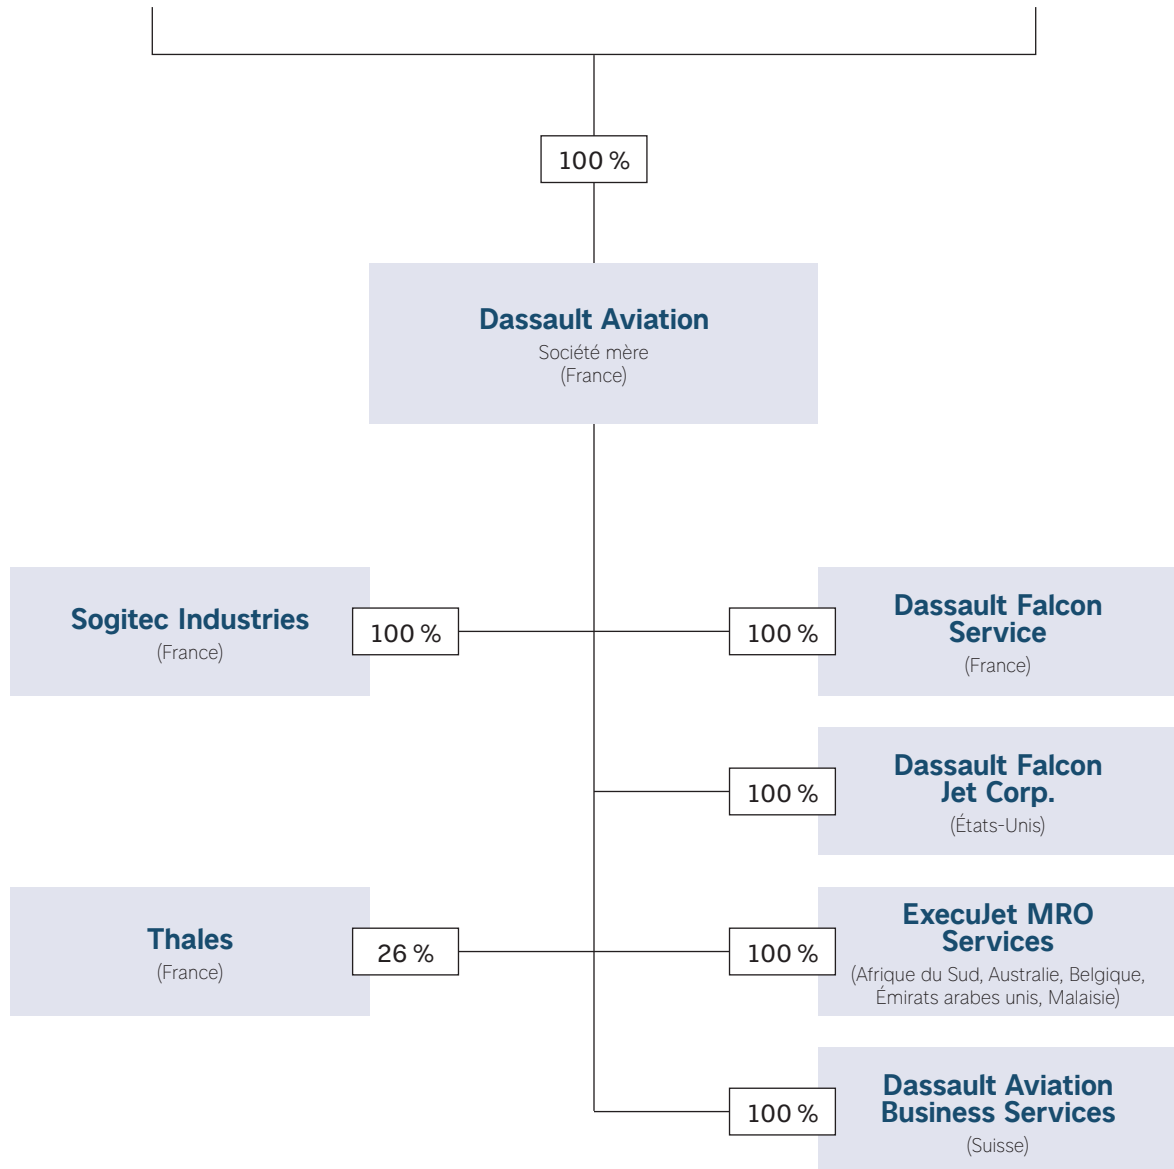 100 %
Dassault Aviation
Société mère
(France)
Sogitec Industries
(France)
100 %
100 %
Dassault Falcon
Service
(France)
100 %
Dassault Falcon
Jet Corp.
(États-Unis)
Thales
(France)
26 %
100 %
ExecuJet MRO
Services
(Afrique du Sud, Australie, Belgique,
Émirats arabes unis, Malaisie)
100 %
Dassault Aviation
Business Services
(Suisse)